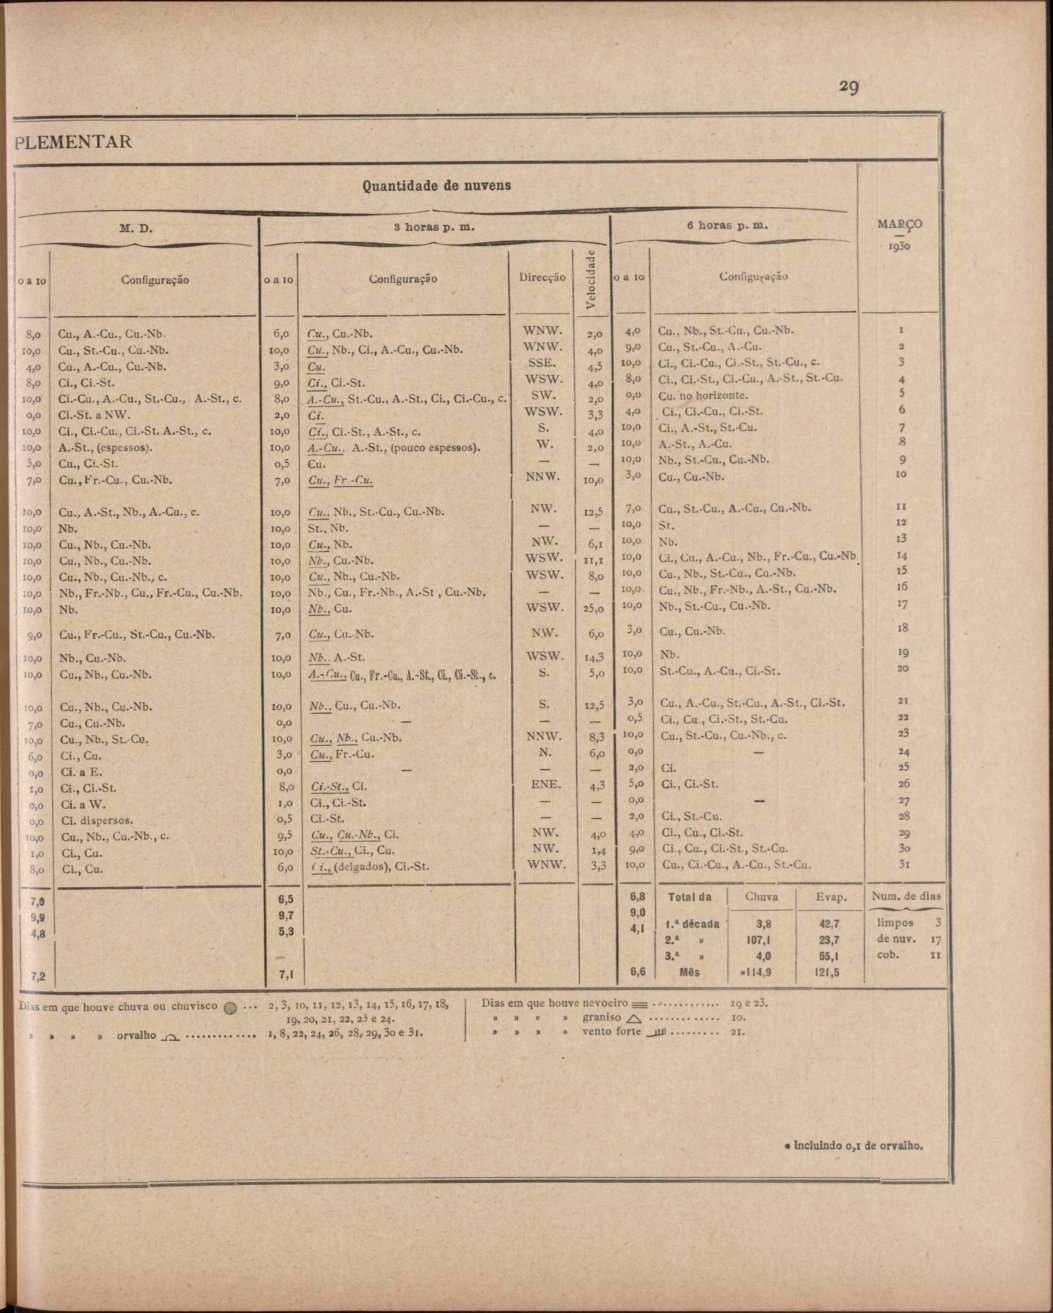 29
PLEMENTAR
Quantidade de nuvens
M. D. 3 horas p. m. 6 horas p. m. MARÇO
—
1930
0 a 10 Configuração 0 a 10 Configuração Direcção Velocidade 0 a 10 Configuração
8,0 Cu., A.-Cu., Cu.-Nb. 6,0 Cu., Cu.-Nb. WNW. 2,0 4,0 Cu., Nb., St.-Cu., Cu.-Nb. 1
10,0 Cu., St.-Cu., Cu.-Nb. 10,0 Cu., Nb., Ci., A.-Cu., Cu.-Nb. WNW. 4,0 9,0 Cu., St.-Cu., A.-Cu. 2
4,0 Cu., A.-Cu., Cu.-Nb. 3,0 Cu. SSE. 4,5 10,0 Ci., Ci.-Cu., Ci.-St., St.-Cu., c. 3
8,0 Ci., Ci.-St. 9,0 Ci., Ci.-St. WSW. 4,0 8,0 Ci., Ci.-St., Ci.-Cu., A.-St., St.-Cu. 4
10,0 Ci.-Cu., A.-Cu., St.-Cu., A.-St., c. 8,0 A.-Cu., St.-Cu., A.-St., Ci., Ci.-Cu., c. SW. 2,0 0,0 Cu. no horizonte. 5
0,0 Ci.-St. a NW. 2,0 Ci. WSW. 3,3 4,0 Ci., Ci.-Cu., Ci.-St. 6
10,0 Ci., Ci.-Cu., Ci.-St. A.-St., c. 10,0 Ci., Ci.-St., A.-St., c. S. 4,0 10,0 Ci., A.-St., St.-Cu. 7
10,0 A.-St., (espessos). 10,0 A.-Cu. A.-St., (pouco espessos). W. 2,0 10,0 A.-St., A.-Cu. 8
3,0 Cu., Ci.-St. 0,5 Cu. — — 10,0 Nb., St.-Cu., Cu.-Nb. 9
7,0 Cu., Fr.-Cu., Cu.-Nb. 7,0 Cu., Fr.-Cu. NNW. 10,0 3,0 Cu., Cu.-Nb. 10
10,0 Cu., A.-St., Nb., A.-Cu., c. 10,0 Cu., Nb., St.-Cu., Cu.-Nb. NW. 12,5 7,0 Cu., St.-Cu., A.-Cu., Cu.-Nb. 11
10,0 Nb. 10,0 St., Nb. — — 10,0 St. 12
10,0 Cu., Nb., Cu.-Nb. 10,0 Cu., Nb. NW. 6,1 10,0 Nb. 13
10,0 Cu., Nb., Cu.-Nb. 10,0 Nb., Cu.-Nb. WSW. 11,1 10,0 Ci., Cu., A.-Cu., Nb., Fr.-Cu., Cu.-Nb. 14
10,0 Cu., Nb., Cu.-Nb., c. 10,0 Cu., Nb., Cu.-Nb. WSW. 8,0 10,0 Cu., Nb., St.-Cu., Cu.-Nb. 15
10,0 Nb., Fr.-Nb., Cu., Fr.-Cu., Cu.-Nb. 10,0 Nb., Cu., Fr.-Nb., A.-St, Cu.-Nb. — — 10,0 Cu., Nb., Fr.-Nb., A.-St., Cu.-Nb. 16
10,0 Nb. 10,0 Nb., Cu. WSW. 25,0 10,0 Nb., St.-Cu., Cu.-Nb. 17
9,0 Cu., Fr.-Cu., St.-Cu., Cu.-Nb. 7,0 Cu., Cu.-Nb. NW. 6,0 3,0 Cu., Cu.-Nb. 18
10,0 Nb., Cu.-Nb. 10,0 Nb. A.-St. WSW. 14,3 10,0 Nb. 19
10,0 Cu., Nb., Cu.-Nb. 10,0 A.-Cu., Cu., Fr.-Cu., A.-St., Ci., Ci.-St., c. S. 5,0 10,0 St.-Cu., A.-Cu., Ci.-St. 20
10,0 Cu., Nb., Cu.-Nb. 10,0 Nb., Cu., Cu.-Nb. S. 12,5 3,0 Cu., A.-Cu., St.-Cu., A.-St., Ci.-St. 21
7,0 Cu., Cu.-Nb. 0,0 — — — 0,5 Ci., Cu., Ci.-St., St.-Cu. 22
10,0 Cu., Nb., St.-Cu. 10,0 Cu., Nb., Cu.-Nb. NNW. 8,3 10,0 Cu., St.-Cu., Cu.-Nb., c. 23
6,0 Ci., Cu. 3,0 Cu., Fr.-Cu. N. 6,0 0,0 — 24
0,0 Ci. a E. 0,0 — — — 2,0 Ci. 25
1,0 Ci., Ci.-St. 8,0 Ci.-St., Ci. ENE. 4,3 5,0 Ci., Ci.-St. 26
0,0 Ci. a W. 1,0 Ci., Ci.-St. — — 0,0 — 27
0,0 Ci. dispersos. 0,5 Ci.-St. — — 2,0 Ci., St.-Cu. 28
10,0 Cu., Nb., Cu.-Nb., c. 9,5 Cu., Cu.-Nb., Ci. NW. 4,0 4,0 Ci., Cu., Ci.-St. 29
1,0 Ci., Cu. 10,0 St.-Cu., Ci., Cu. NW. 1,4 9,0 Ci., Cu., Ci.-St., St.-Cu. 30
8,0 Ci., Cu. 6,0 Ci., (delgados), Ci.-St. WNW. 3,3 10,0 Cu., Ci.-Cu., A.-Cu., St.-Cu. 31
7,0 6,5 6,8 Total da Chuva Evap. Num. de dias
9,9 9,7 9,0
4,8 5,3 4,1 1.ª década 3,8 42,7 limpos 3
2.ª » 107,1 23,7 de nuv. 17
3.ª » 4,0 55,1 cob. 11
7,2 7,1 6,6 Mês *114,9 121,5
Dias em que houve chuva ou chuvisco ... 2, 3, 10, 11, 12, 13, 14, 15, 16, 17, 18,
19, 20, 21, 22, 23 e 24.
» » » » orvalho ............. 1, 8, 22, 24, 26, 28, 29, 30 e 31.
Dias em que houve nevoeiro ............ 19 e 23.
» » » » graniso ............. 10.
» » » » vento forte ......... 21.
* Incluindo 0,1 de orvalho.